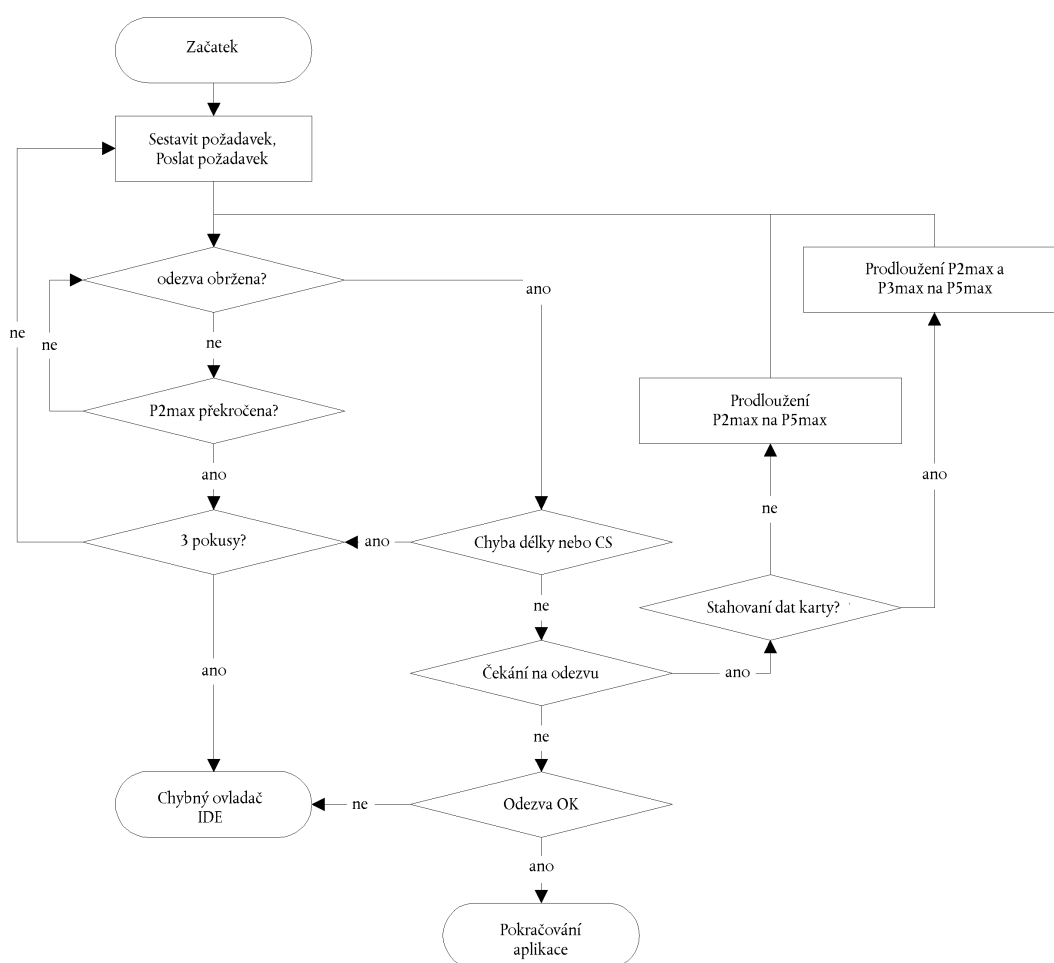 Začatek
Sestavit požadavek,
Poslat požadavek
odezva obržena?
ano
Prodloužení P2max a
P3max na P5max
ne
ne
ne
P2max překročena?
Prodloužení
P2max na P5max
ano
ano
ne
3 pokusy?
ano
Chyba délky nebo CS
ne
Stahovaní dat karty?
ano
Čekání na odezvu
ano
ne
Chybný ovladač
IDE
ne
Odezva OK
ano
Pokračování
aplikace